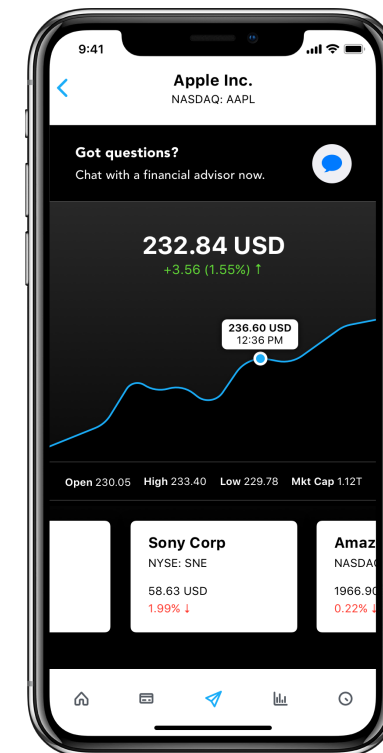 9:41
Apple Inc.
NASDAQ: AAPL
Got questions?
Chat with a financial advisor now.
232.84 USD
+3.56 (1.55%) ↑
236.60 USD
12:36 PM
Open 230.05 High 233.40 Low 229.78 Mkt Cap 1.12T
Sony Corp
NYSE: SNE
58.63 USD
1.99% ↓
Amaz
NASDA
1966.90
0.22% ↓